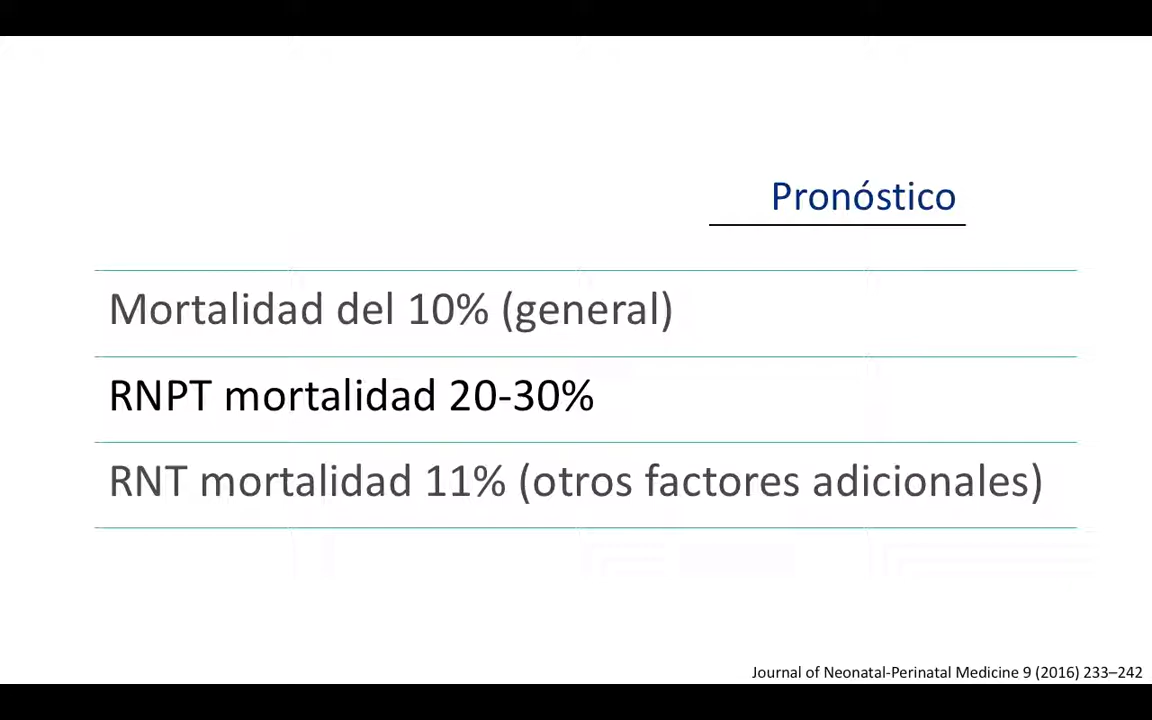 Pronóstico
Mortalidad del 10% (general)
RNPT mortalidad 20-30%
RNT mortalidad 11% (otros factores adicionales)
Journal of Neonatal-Perinatal Medicine 9 (2016) 233–242